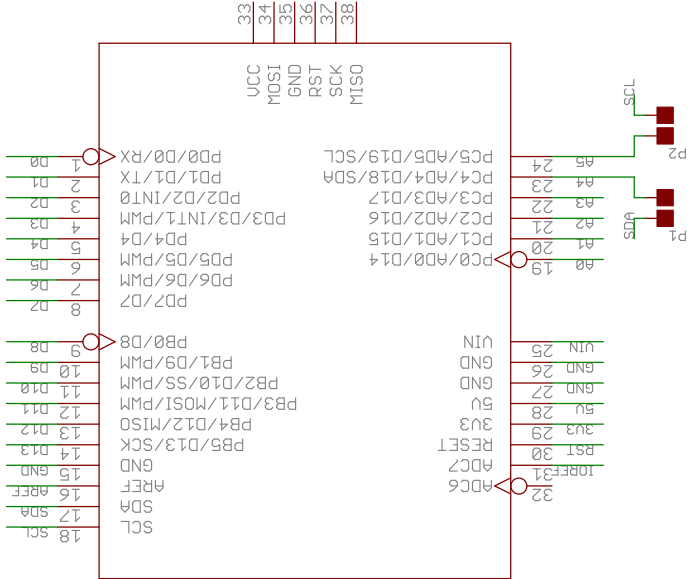 33 34 35 36 37 38
VCC MOSI GND RST SCK MISO
SCL
D0 1 PD0/D0/RX PC5/AD5/D19/SCL 24 A5
P2
D1 2 PD1/D1/TX PC4/AD4/D18/SDA 23 A4
D2 3 PD2/D2/INT0 PC3/AD3/D17 22 A3
D3 4 PD3/D3/INT1/PWM PC2/AD2/D16 21 A2
SDA
P1
D4 5 PD4/D4 PC1/AD1/D15 20 A1
D5 6 PD5/D5/PWM PC0/AD0/D14 19 A0
D6 7 PD6/D6/PWM
D7 8 PD7/D7
D8 9 PB0/D8 VIN 25 VIN
D9 10 PB1/D9/PWM GND 26 GND
D10 11 PB2/D10/SS/PWM GND 27 GND
D11 12 PB3/D11/MOSI/PWM 5V 28 5V
D12 13 PB4/D12/MISO 3V3 29 3V3
D13 14 PB5/D13/SCK RESET 30 RST
GND 15 GND ADC7 31 IOREF
AREF 16 AREF ADC6 32
SDA 17 SDA
SCL 18 SCL